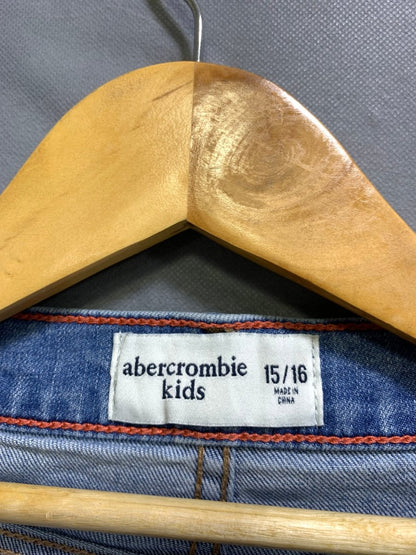 abercrombie
kids
15/16
MADE IN
CHINA